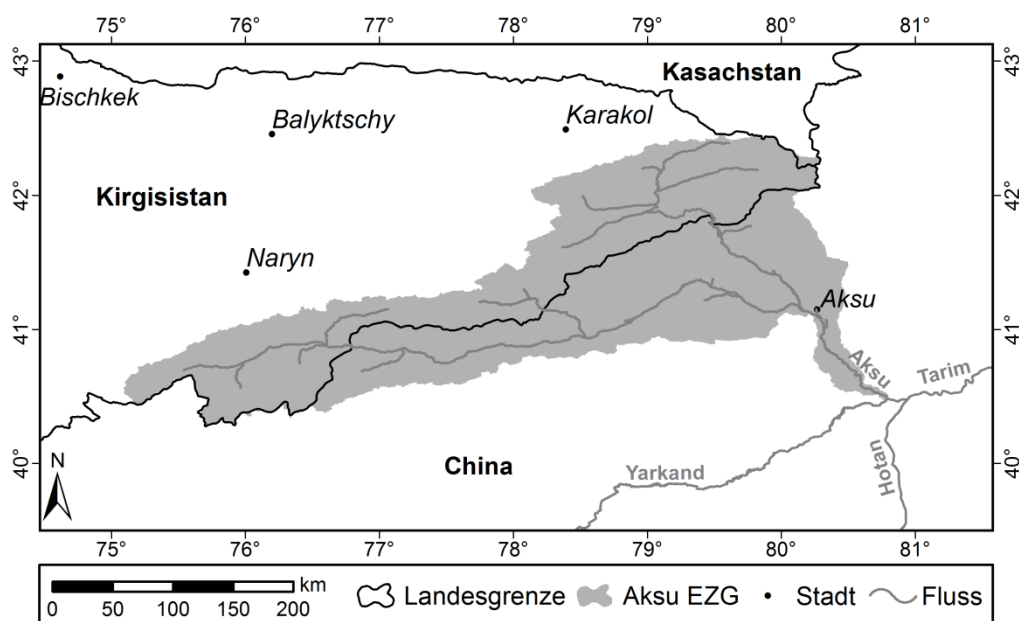 75° 76° 77° 78° 79° 80° 81°
43° 43°
Kasachstan
Bischkek
Balyktschy
Karakol
42° 42°
Kirgisistan
Naryn
Aksu
41° 41°
Aksu
Tarim
N
40° 40°
China
Yarkand
Hotan
75° 76° 77° 78° 79° 80° 81°
km
0 50 100 150 200
Landesgrenze Aksu EZG Stadt Fluss